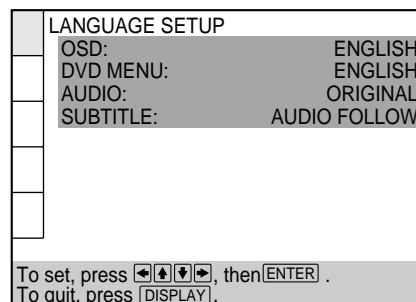 LANGUAGE SETUP
OSD: ENGLISH
DVD MENU: ENGLISH
AUDIO: ORIGINAL
SUBTITLE: AUDIO FOLLOW
To set, press ←↑↓→, then ENTER .
To quit, press DISPLAY.